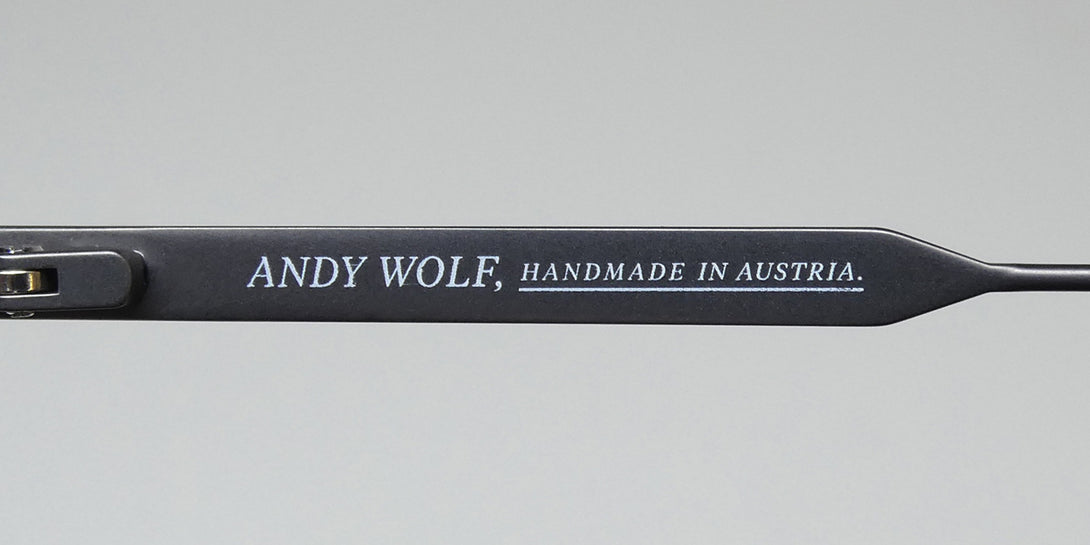 ANDY WOLF, HANDMADE IN AUSTRIA.